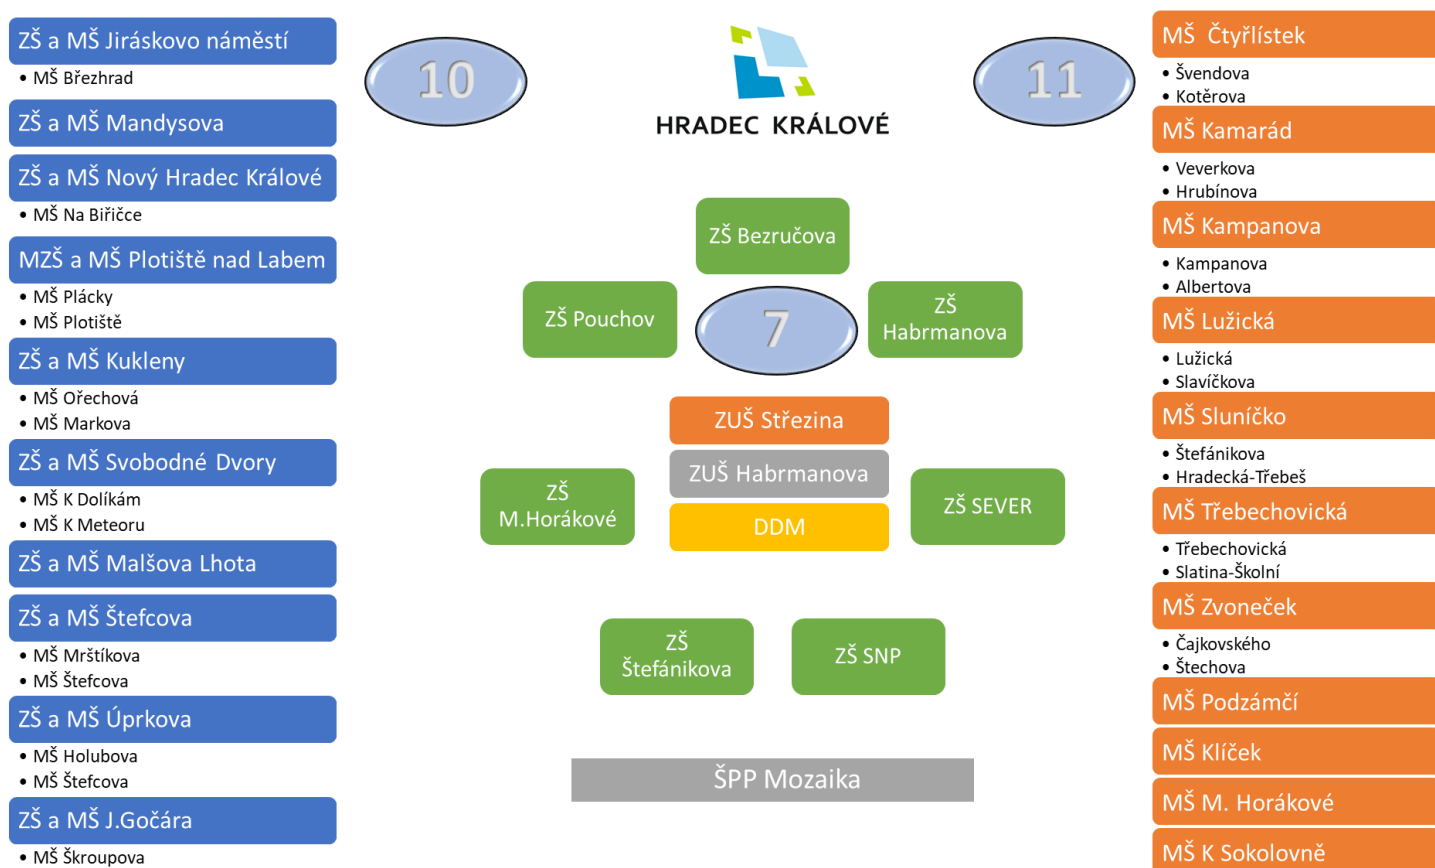 ZŠ a MŠ Jiráskovo náměstí
• MŠ Březhrad
ZŠ a MŠ Mandysova
ZŠ a MŠ Nový Hradec Králové
• MŠ Na Biřičce
MZŠ a MŠ Plotiště nad Labem
• MŠ Plácky
• MŠ Plotiště
ZŠ a MŠ Kukleny
• MŠ Ořechová
• MŠ Markova
ZŠ a MŠ Svobodné Dvory
• MŠ K Dolíkám
• MŠ K Meteoru
ZŠ a MŠ Malšova Lhota
ZŠ a MŠ Štefcova
• MŠ Mrštíkova
• MŠ Štefcova
ZŠ a MŠ Úprkova
• MŠ Holubova
• MŠ Štefcova
ZŠ a MŠ J.Gočára
• MŠ Škroupova
10
HRADEC KRÁLOVÉ
11
ZŠ Bezručova
ZŠ Pouchov
7
ZŠ
Habrmanova
ZUŠ Střezina
ZUŠ Habrmanova
DDM
ZŠ
M.Horákové
ZŠ SEVER
ZŠ
Štefánikova
ZŠ SNP
ŠPP Mozaika
MŠ Čtyřlístek
• Švendova
• Kotěrova
MŠ Kamarád
• Veverkova
• Hrubínova
MŠ Kampanova
• Kampanova
• Albertova
MŠ Lužická
• Lužická
• Slavíčkova
MŠ Sluníčko
• Štefánikova
• Hradecká-Třebeš
MŠ Třebechovická
• Třebechovická
• Slatina-Školní
MŠ Zvoneček
• Čajkovského
• Štechova
MŠ Podzámčí
MŠ Klíček
MŠ M. Horákové
MŠ K Sokolovně